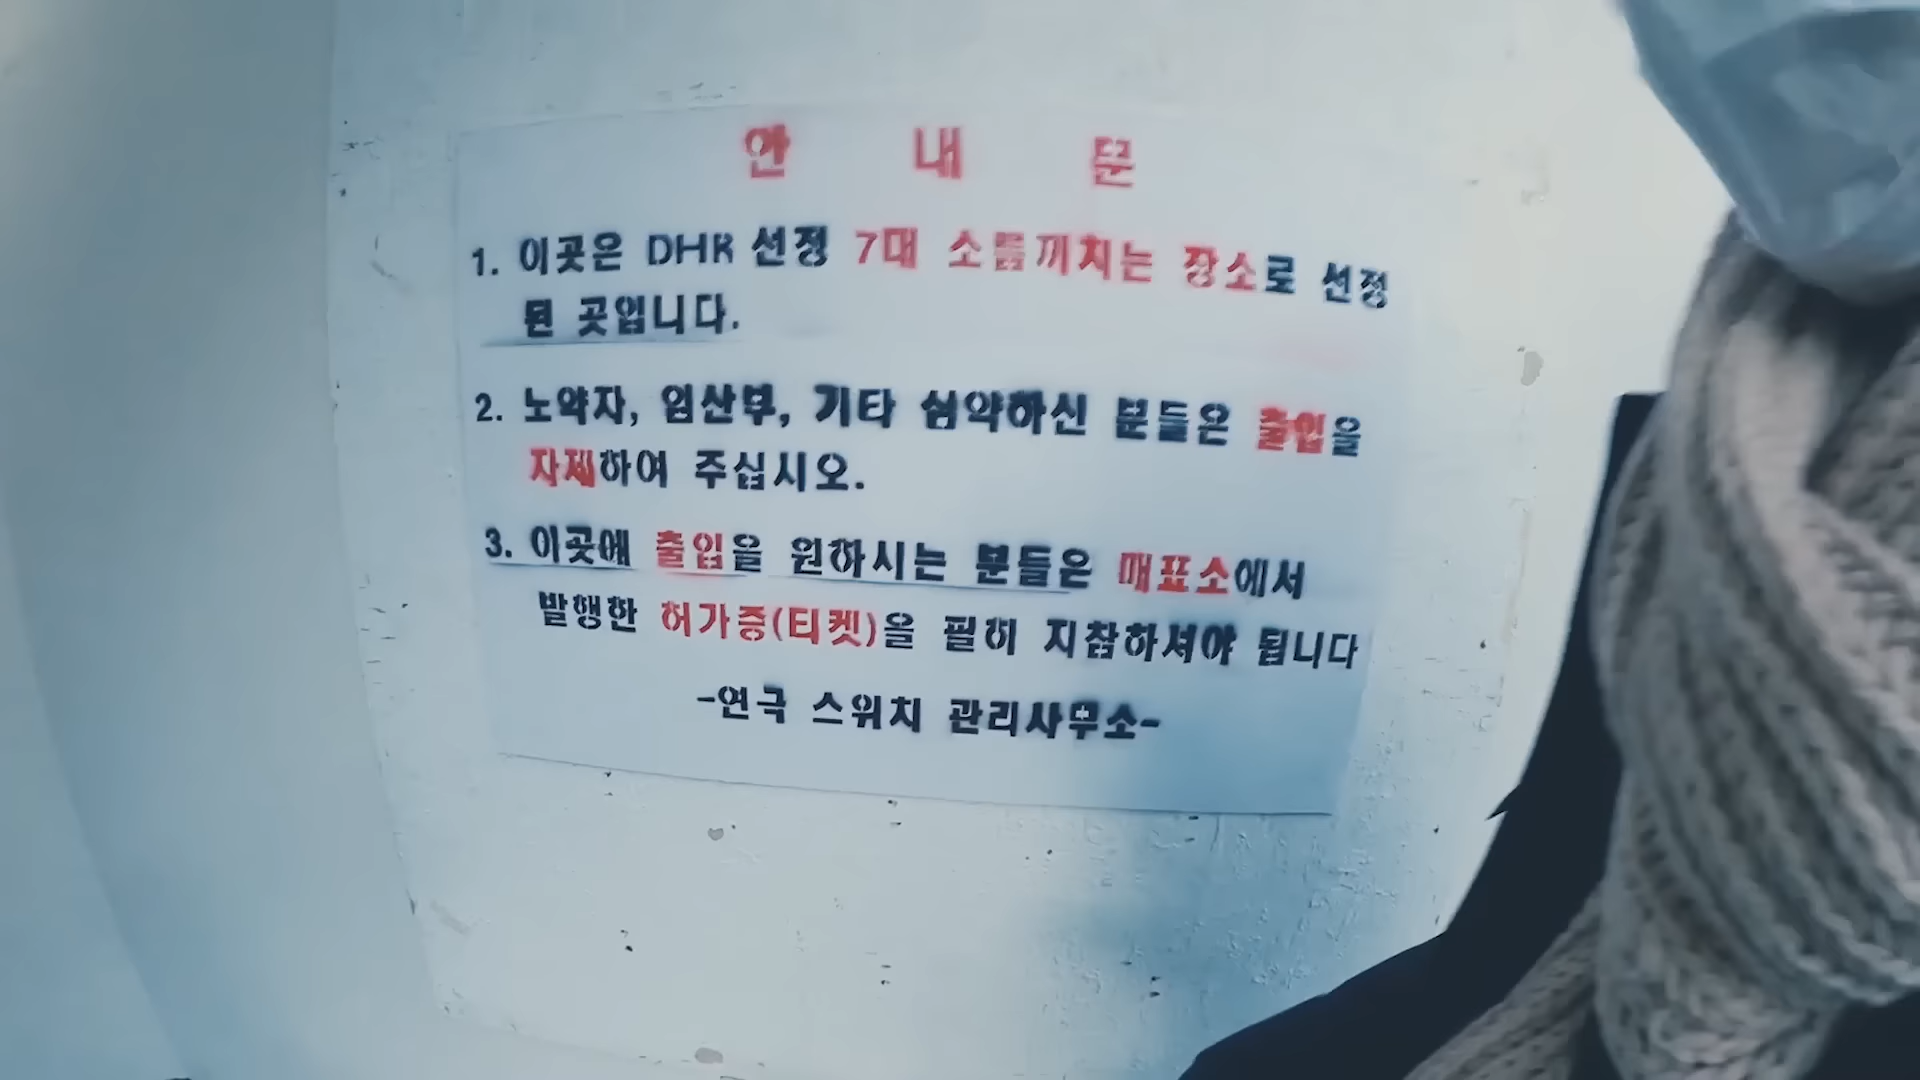 안 내 문
1. 이곳은 DHR 선정 7대 소름끼치는 장소로 선정
된 곳입니다.
2. 노약자, 임산부, 기타 심약하신 분들은 출입을
자제하여 주십시오.
3. 이곳에 출입을 원하시는 분들은 매표소에서
발행한 허가증(티켓)을 필히 지참하셔야 됩니다
-연극 스위치 관리사무소-